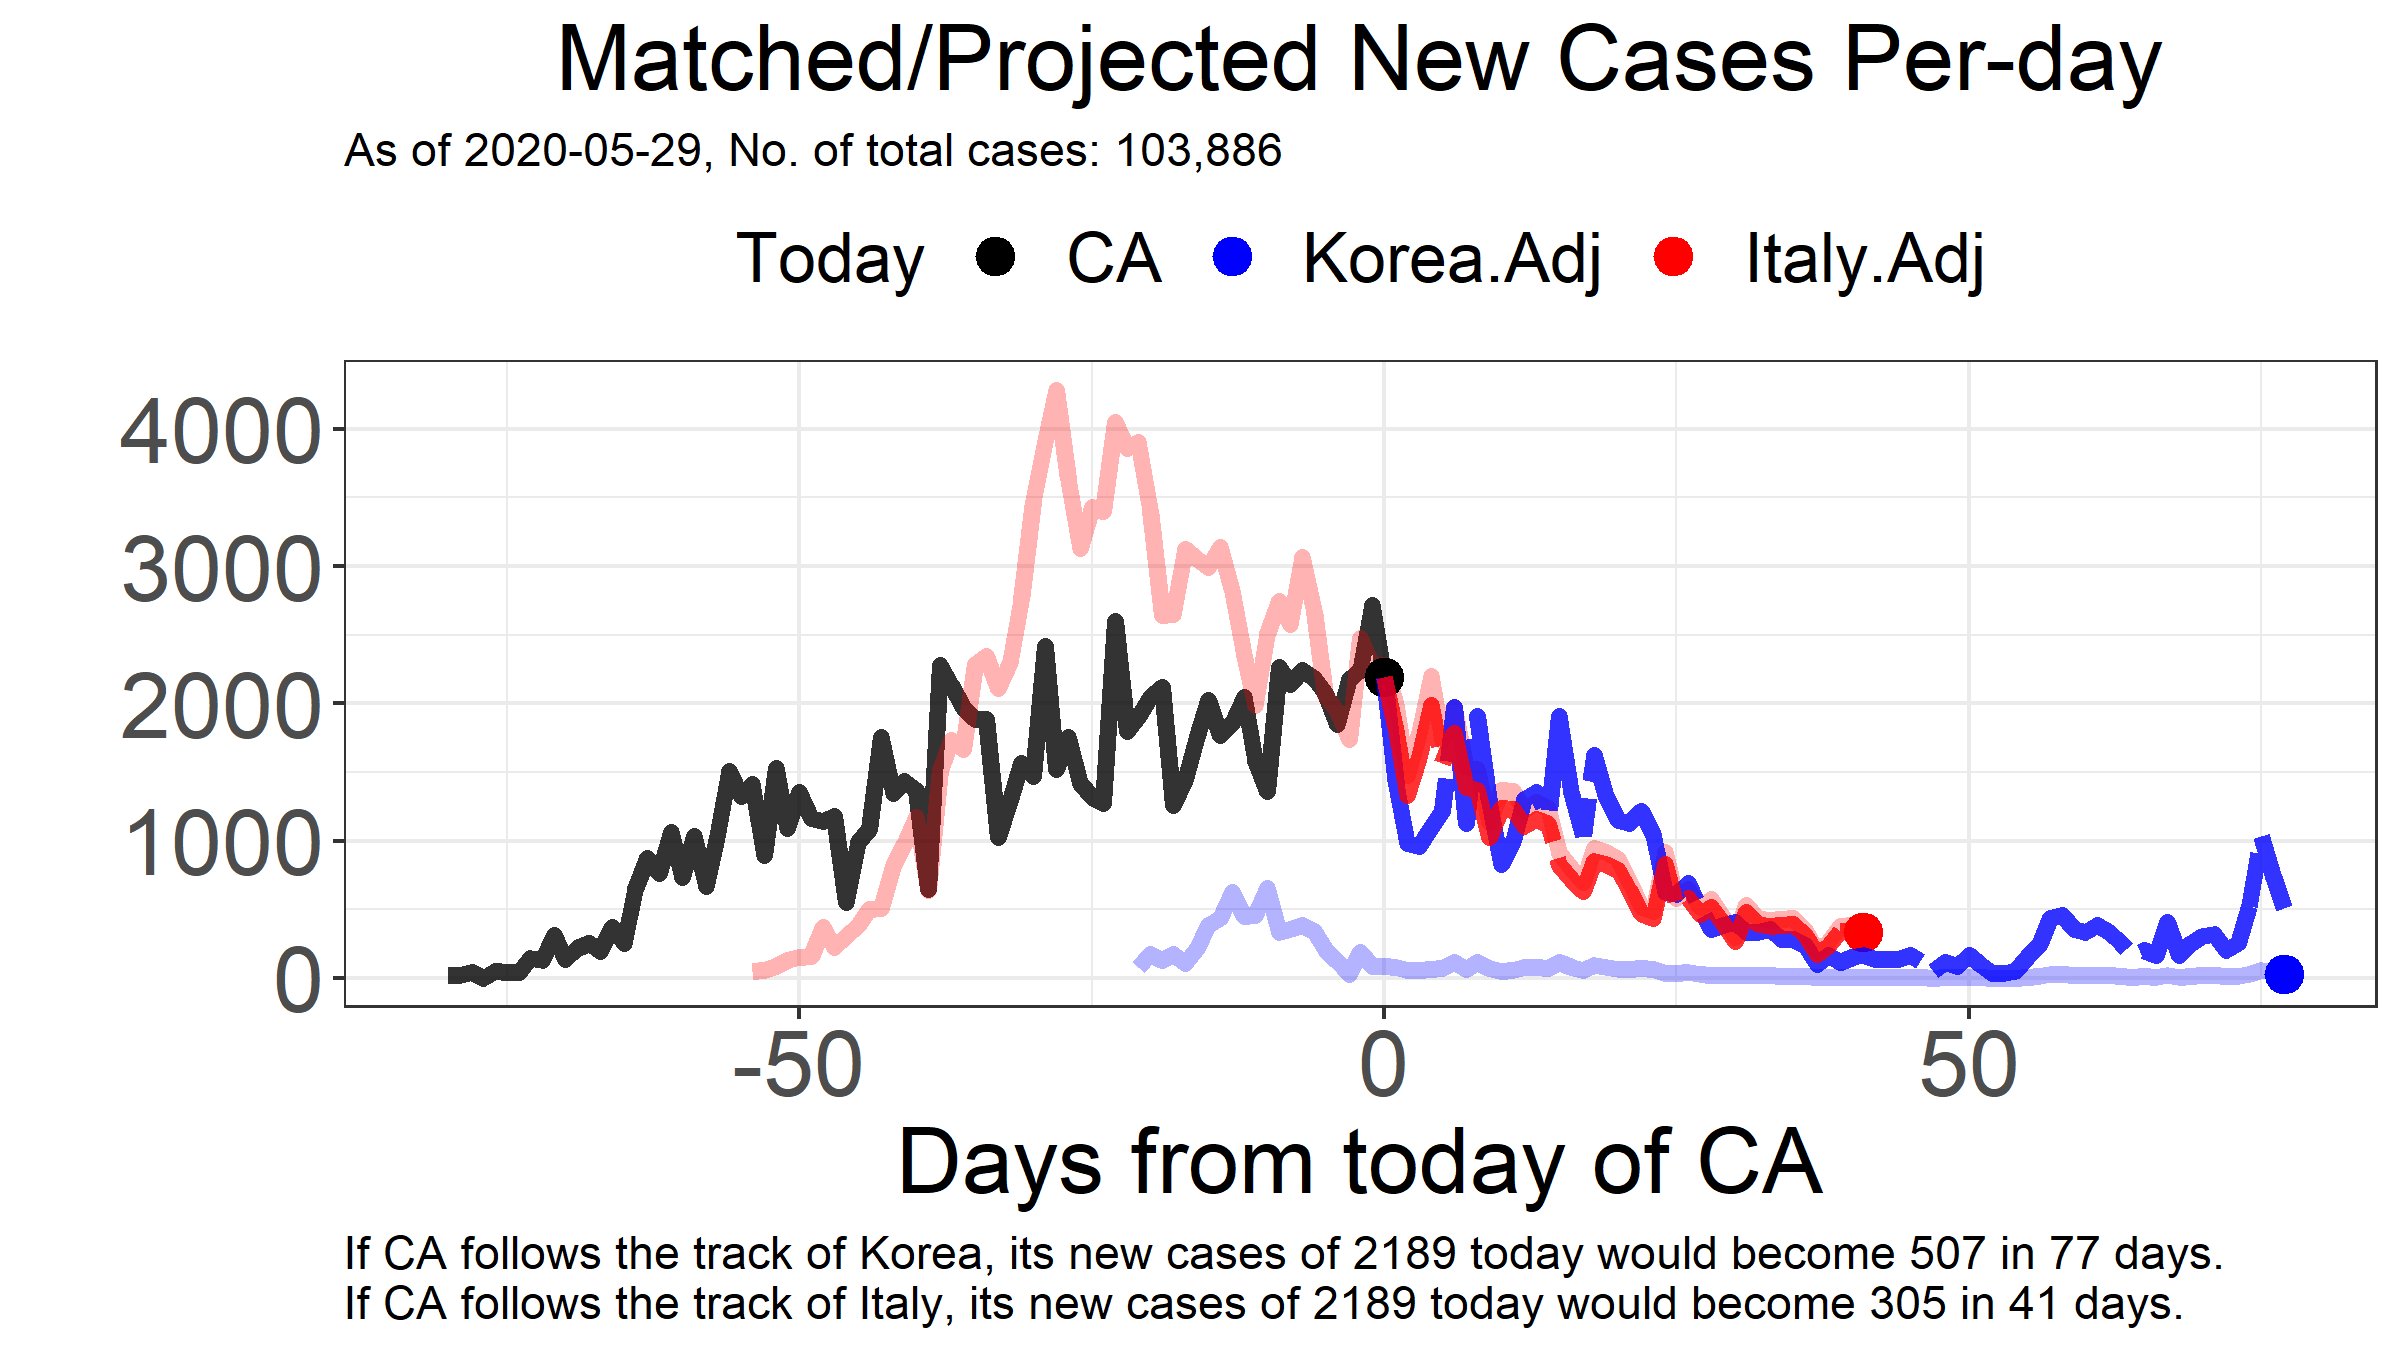 Matched/Projected New Cases Per-day
As of 2020-05-29, No. of total cases: 103,886
Today CA Korea.Adj Italy.Adj
4000
3000
2000
1000
0
-50 0 50
Days from today of CA
If CA follows the track of Korea, its new cases of 2189 today would become 507 in 77 days.
If CA follows the track of Italy, its new cases of 2189 today would become 305 in 41 days.